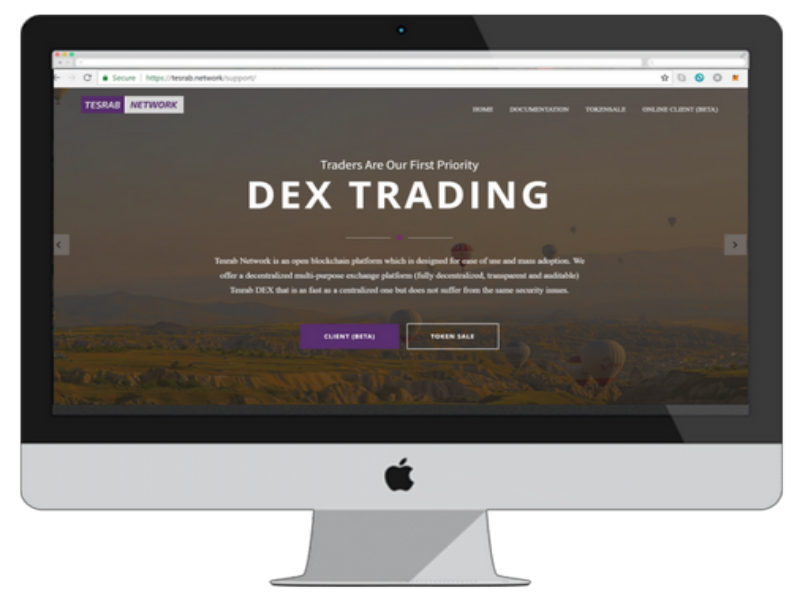 Secure | https://tesrab.network/support/
TESRAB NETWORK
HOME DOCUMENTATION TOKENSALE ONLINE CLIENT (BETA)
Traders Are Our First Priority
DEX TRADING
Tesrab Network is an open blockchain platform which is designed for ease of use and mass adoption. We
offer a decentralized multi-purpose exchange platform (fully decentralized, transparent and auditable)
Tesrab DEX that is as fast as a centralized one but does not suffer from the same security issues.
CLIENT (BETA) TOKEN SALE